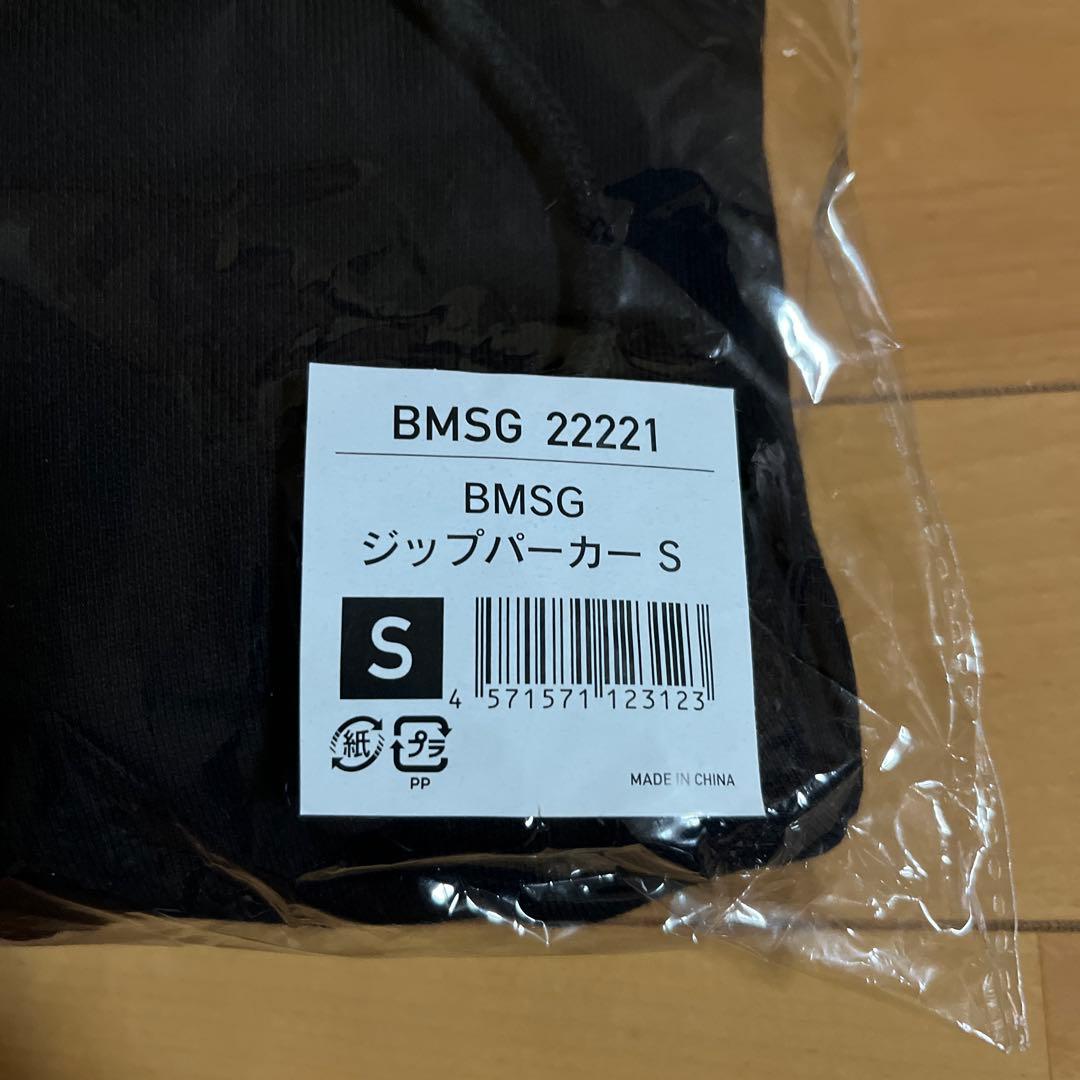 BMSG 22221
BMSG
ジップパーカー S
S
4 571571 123123
紙 プラ
PP
MADE IN CHINA